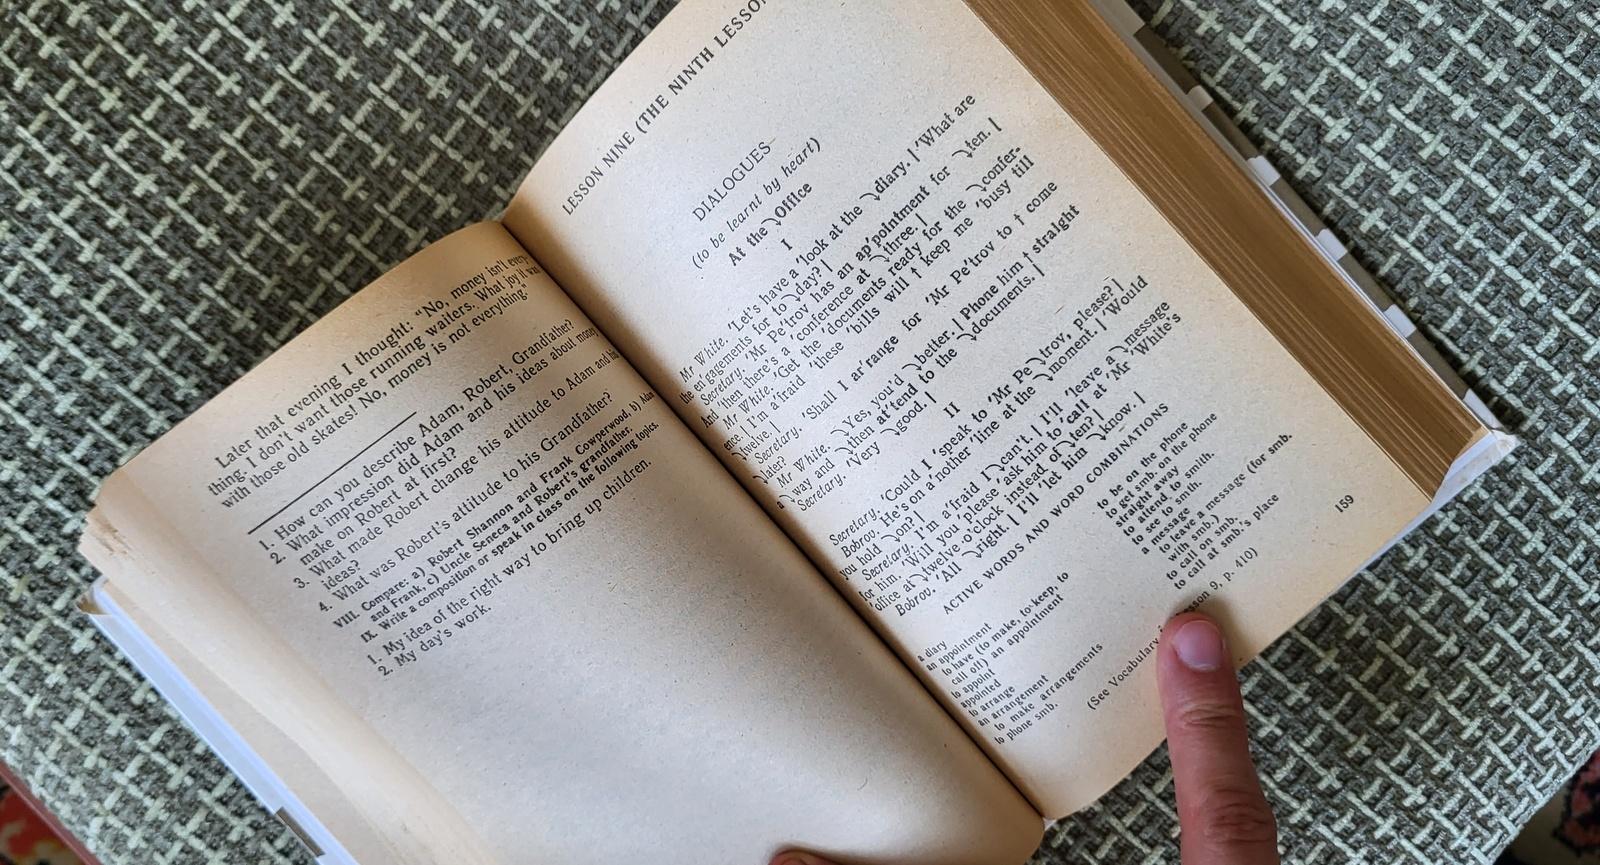 Later that evening I thought: “No, money isn't every-
thing. I don't want those running waiters. What joy it was
with those old skates! No, money is not everything.”
1. How can you describe Adam, Robert, Grandfather?
2. What impression did Adam and his ideas about money
make on Robert at first?
3. What made Robert change his attitude to Adam and his
ideas?
4. What was Robert's attitude to his Grandfather?
VIII. Compare: a) Robert Shannon and Frank Cowperwood, b) Adam
and Frank, c) Uncle Seneca and Robert's grandfather.
IX. Write a composition or speak in class on the following topics.
1. My idea of the right way to bring up children.
2. My day's work.
LESSON NINE (THE NINTH LESSON
DIALOGUES
(to be learnt by heart)
At the ↘Office
I
Mr White. 'Let's have a 'look at the ↘diary. | 'What are
the en'gagements for to↘day? |
Secretary. 'Mr Pe'trov has an ap'pointment for ↘ten. |
And then there's a 'conference at ↘three. |
Mr White. 'Get the 'documents ready for the ↘confer-
ence. | I'm a'fraid 'these 'bills will † keep me 'busy till
↘twelve. |
Secretary. 'Shall I ar'range for 'Mr Pe'trov to † come
↘later?
Mr White. ↘Yes, you'd ↘better. | Phone him † straight
a↘way and ↘then at'tend to the ↘documents. |
Secretary. 'Very ↘good. |
II
Secretary. 'Could I 'speak to 'Mr Pe↘trov, please? |
Bobrov. He's on a'nother 'line at the ↘moment. | 'Would
you hold ↘on? |
Secretary. I'm a'fraid I ↘can't. | I'll 'leave a ↘message
for him. 'Will you 'please 'ask him to 'call at 'Mr 'White's
'office at ↘twelve o'clock instead of ↘ten? |
Bobrov. 'All ↘right. | I'll 'let him ↘know. |
ACTIVE WORDS AND WORD COMBINATIONS
a diary
an appointment
to have (to make, to keep, to
call off) an appointment
to appoint
appointed
to arrange
an arrangement
to make arrangements
to phone smb.
to be on the phone
to get smb. on the phone
straight away
to attend to smth.
to see to smth.
a message
to leave a message (for smb.
with smb.)
to call on smb.
to call at smb.'s place
(See Vocabulary 9, p. 410)
159